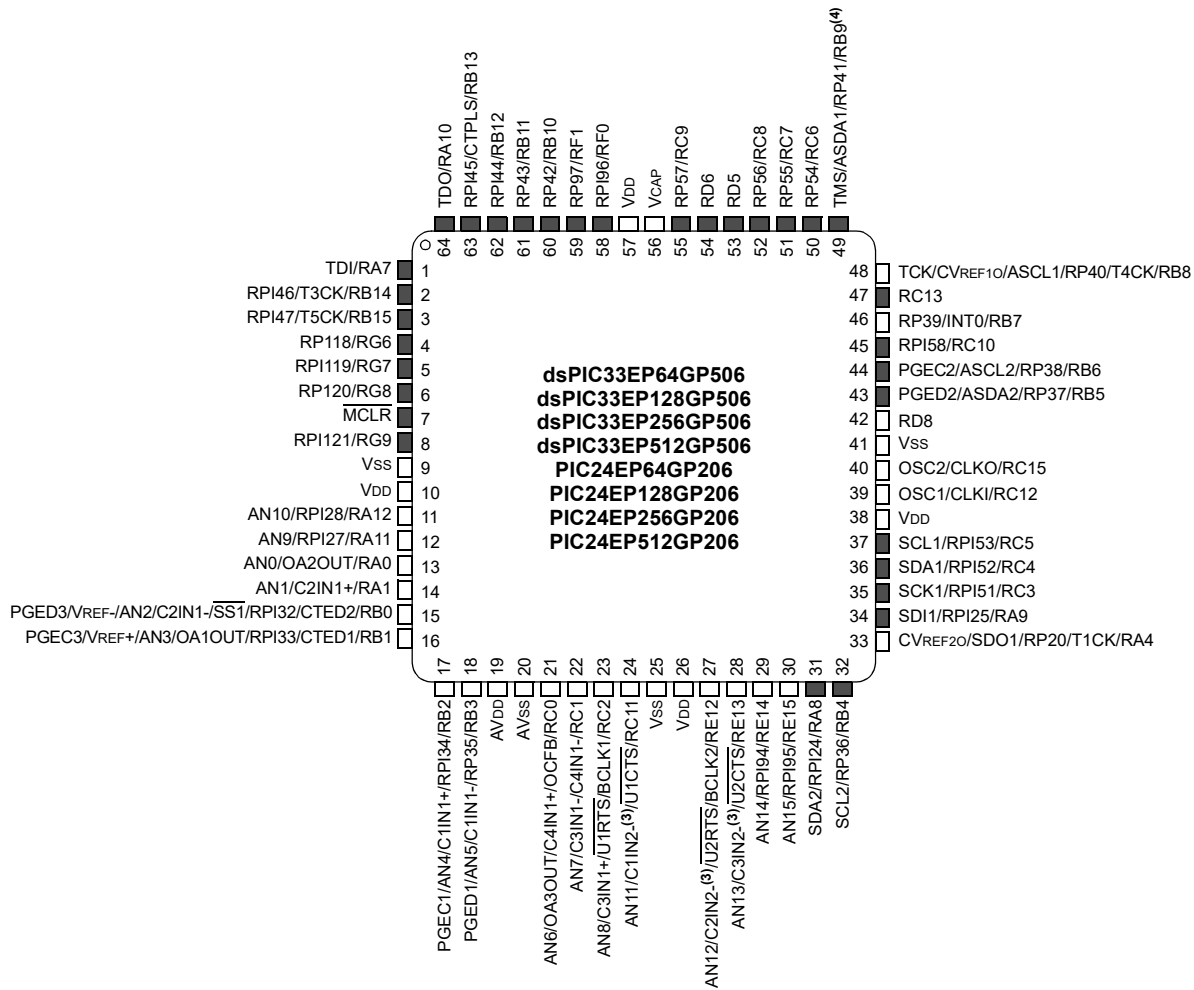 TDO/RA10
RPI45/CTPLS/RB13
RPI44/RB12
RP43/RB11
RP42/RB10
RP97/RF1
RPI96/RF0
VDD
VCAP
RP57/RC9
RD6
RD5
RP56/RC8
RP55/RC7
RP54/RC6
TMS/ASDA1/RP41/RB9(4)
64
63
62
61
60
59
58
57
56
55
54
53
52
51
50
49
TDI/RA7 1
RPI46/T3CK/RB14 2
RPI47/T5CK/RB15 3
RP118/RG6 4
RPI119/RG7 5
RP120/RG8 6
MCLR 7
RPI121/RG9 8
VSS 9
VDD 10
AN10/RPI28/RA12 11
AN9/RPI27/RA11 12
AN0/OA2OUT/RA0 13
AN1/C2IN1+/RA1 14
PGED3/VREF-/AN2/C2IN1-/SS1/RPI32/CTED2/RB0 15
PGEC3/VREF+/AN3/OA1OUT/RPI33/CTED1/RB1 16
dsPIC33EP64GP506
dsPIC33EP128GP506
dsPIC33EP256GP506
dsPIC33EP512GP506
PIC24EP64GP206
PIC24EP128GP206
PIC24EP256GP206
PIC24EP512GP206
48 TCK/CVREF1O/ASCL1/RP40/T4CK/RB8
47 RC13
46 RP39/INT0/RB7
45 RPI58/RC10
44 PGEC2/ASCL2/RP38/RB6
43 PGED2/ASDA2/RP37/RB5
42 RD8
41 VSS
40 OSC2/CLKO/RC15
39 OSC1/CLKI/RC12
38 VDD
37 SCL1/RPI53/RC5
36 SDA1/RPI52/RC4
35 SCK1/RPI51/RC3
34 SDI1/RPI25/RA9
33 CVREF2O/SDO1/RP20/T1CK/RA4
17
18
19
20
21
22
23
24
25
26
27
28
29
30
31
32
PGEC1/AN4/C1IN1+/RPI34/RB2
PGED1/AN5/C1IN1-/RP35/RB3
AVDD
AVSS
AN6/OA3OUT/C4IN1+/OCFB/RC0
AN7/C3IN1-/C4IN1-/RC1
AN8/C3IN1+/U1RTS/BCLK1/RC2
AN11/C1IN2-(3)/U1CTS/RC11
VSS
VDD
AN12/C2IN2-(3)/U2RTS/BCLK2/RE12
AN13/C3IN2-(3)/U2CTS/RE13
AN14/RPI94/RE14
AN15/RPI95/RE15
SDA2/RPI24/RA8
SCL2/RP36/RB4